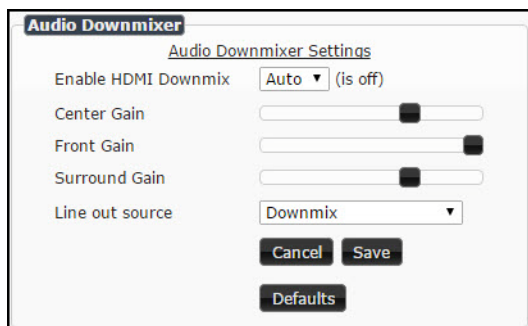 Audio Downmixer
Audio Downmixer Settings
Enable HDMI Downmix Auto (is off)
Center Gain
Front Gain
Surround Gain
Line out source Downmix
Cancel Save
Defaults